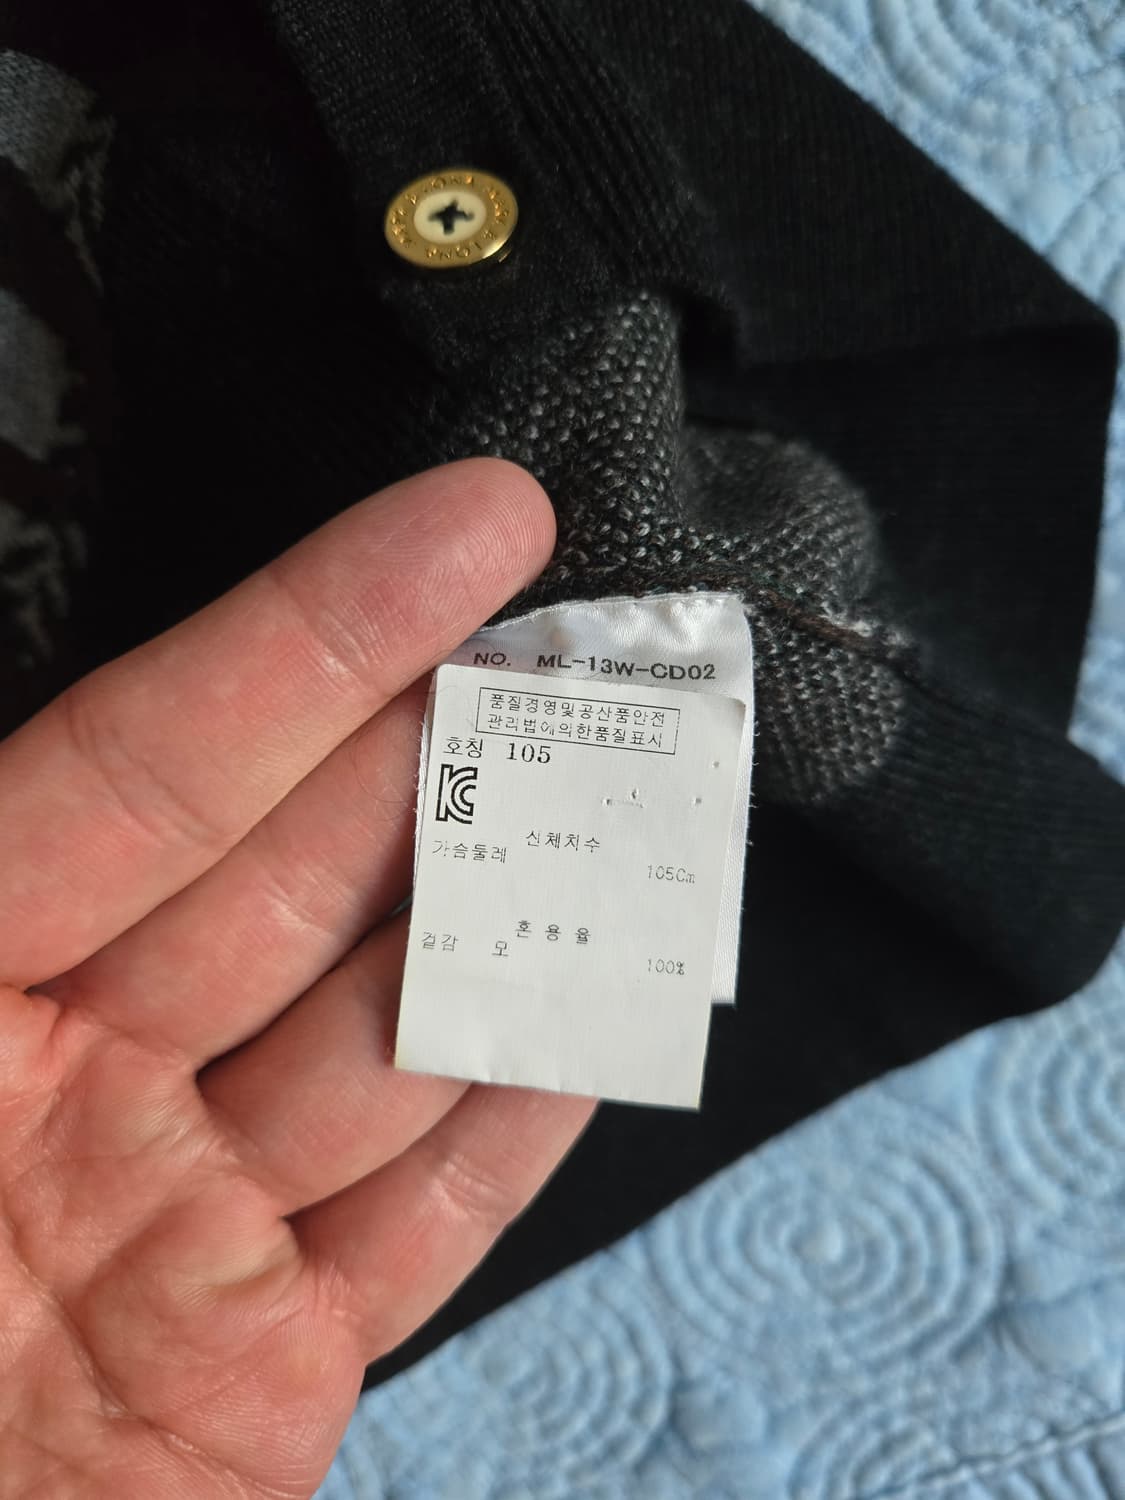 NO. ML-13W-CD02
품질경영및공산품안전
관리법에의한품질표시
호칭 105
신체치수
가슴둘레 105Cm
혼 용 율
겉감 모 100%